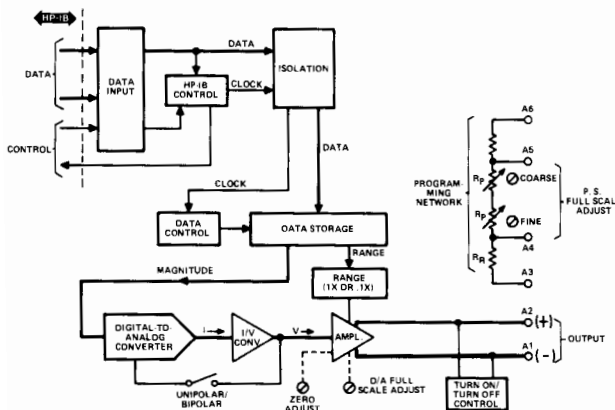 HP-IB
DATA
CONTROL
DATA
INPUT
DATA
HP-IB
CONTROL
CLOCK
ISOLATION
DATA
CLOCK
DATA
CONTROL
DATA STORAGE
MAGNITUDE
RANGE
RANGE
(1X OR .1X)
DIGITAL-TO-
ANALOG
CONVERTER
I
I/V
CONV.
V
AMPL.
UNIPOLAR/
BIPOLAR
ZERO
ADJUST
D/A FULL
SCALE ADJUST
PROGRAM-
MING
NETWORK
A6
A5
RP
COARSE
RP
FINE
A4
RR
A3
P.S.
FULL SCALE
ADJUST
A2
(+)
A1
(-)
OUTPUT
TURN ON/
TURN OFF
CONTROL